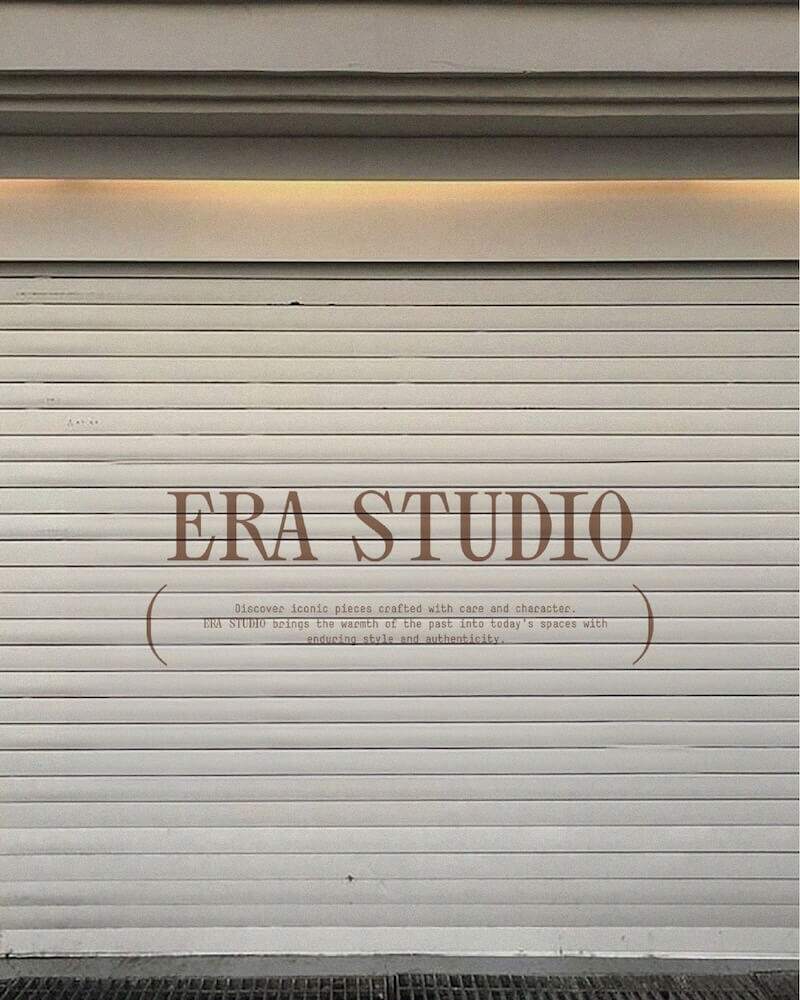 ERA STUDIO
Discover iconic pieces crafted with care and character.
ERA STUDIO brings the warmth of the past into today's spaces with
enduring style and authenticity.